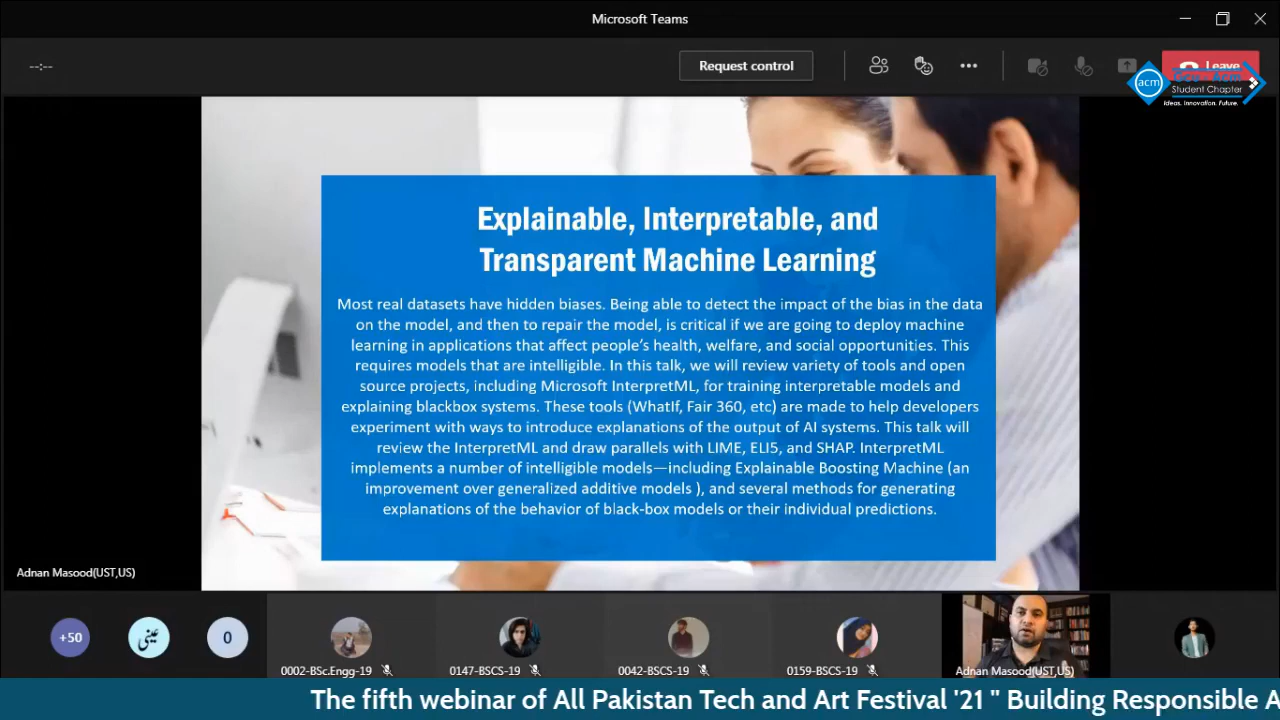 Microsoft Teams
--:--
Request control
Leave
acm
Student Chapter
Ideas. Innovation. Future.
Explainable, Interpretable, and
Transparent Machine Learning
Most real datasets have hidden biases. Being able to detect the impact of the bias in the data
on the model, and then to repair the model, is critical if we are going to deploy machine
learning in applications that affect people's health, welfare, and social opportunities. This
requires models that are intelligible. In this talk, we will review variety of tools and open
source projects, including Microsoft InterpretML, for training interpretable models and
explaining blackbox systems. These tools (WhatIf, Fair 360, etc) are made to help developers
experiment with ways to introduce explanations of the output of AI systems. This talk will
review the InterpretML and draw parallels with LIME, ELI5, and SHAP. InterpretML
implements a number of intelligible models—including Explainable Boosting Machine (an
improvement over generalized additive models ), and several methods for generating
explanations of the behavior of black-box models or their individual predictions.
Adnan Masood(UST,US)
+50
عینی
0
0002-BSc.Engg-19
0147-BSCS-19
0042-BSCS-19
0159-BSCS-19
Adnan Masood(UST,US)
The fifth webinar of All Pakistan Tech and Art Festival '21 " Building Responsible A